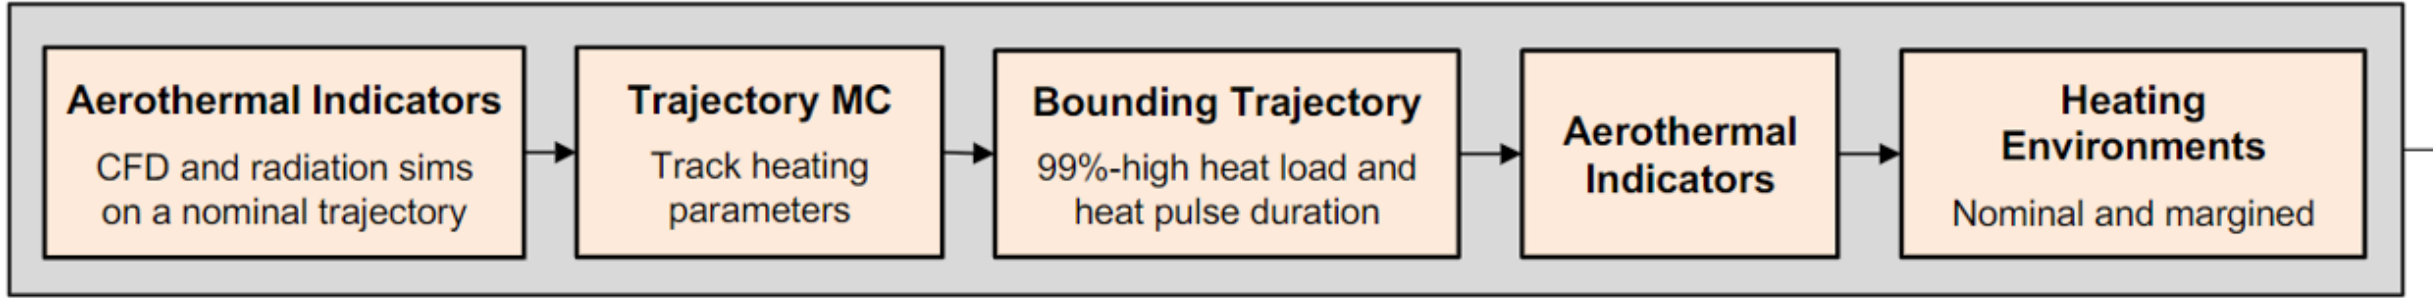 Aerothermal Indicators
CFD and radiation sims
on a nominal trajectory
Trajectory MC
Track heating
parameters
Bounding Trajectory
99%-high heat load and
heat pulse duration
Aerothermal
Indicators
Heating
Environments
Nominal and margined